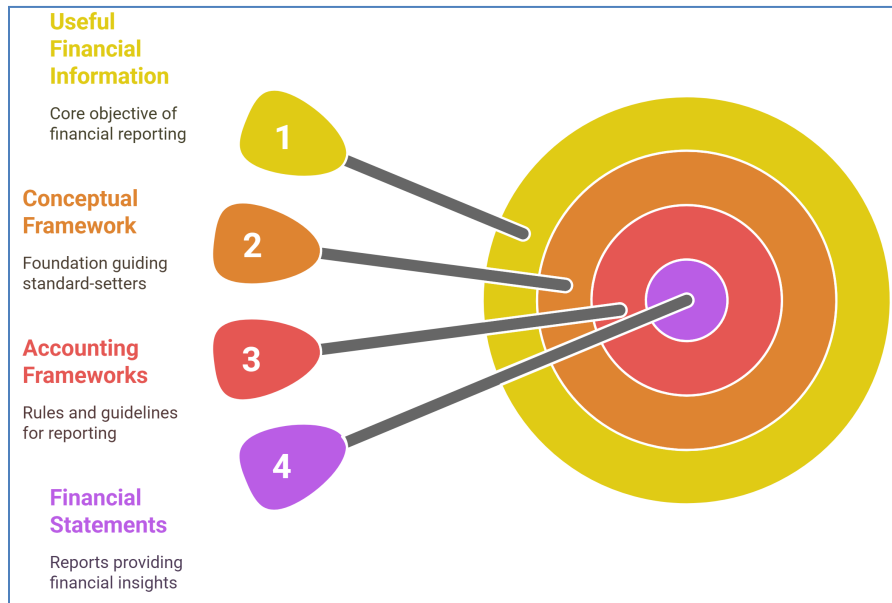 Useful
Financial
Information
Core objective of
financial reporting
1
Conceptual
Framework
Foundation guiding
standard-setters
2
Accounting
Frameworks
Rules and guidelines
for reporting
3
Financial
Statements
Reports providing
financial insights
4